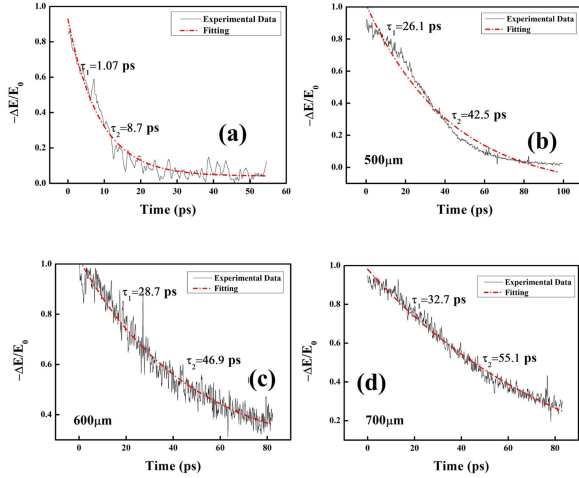 1.0
0.8
0.6
0.4
0.2
0.0
−ΔE/E0
Experimental Data
Fitting
τ1=1.07 ps
τ2=8.7 ps
(a)
0 10 20 30 40 50 60
Time (ps)
1.0
0.8
0.6
0.4
0.2
0.0
−ΔE/E0
Experimental Data
Fitting
τ1=26.1 ps
τ2=42.5 ps
(b)
500μm
0 20 40 60 80 100
Time (ps)
1.0
0.8
0.6
0.4
−ΔE/E0
Experimental Data
Fitting
τ1=28.7 ps
τ2=46.9 ps
(c)
600μm
0 20 40 60 80
Time (ps)
1.0
0.8
0.6
0.4
0.2
−ΔE/E0
Experimental Data
Fitting
τ1=32.7 ps
τ2=55.1 ps
(d)
700μm
0 20 40 60 80
Time (ps)